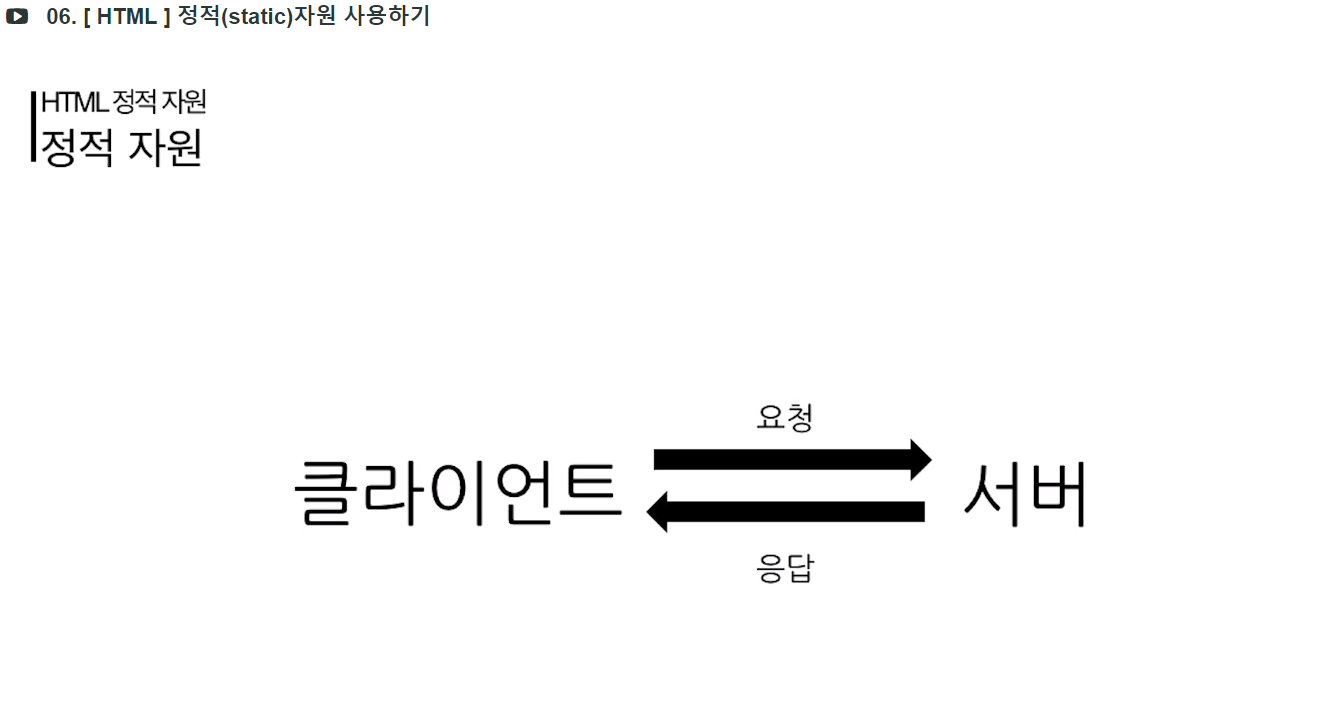 06. [ HTML ] 정적(static)자원 사용하기
HTML 정적 자원
정적 자원
요청
클라이언트 서버
응답